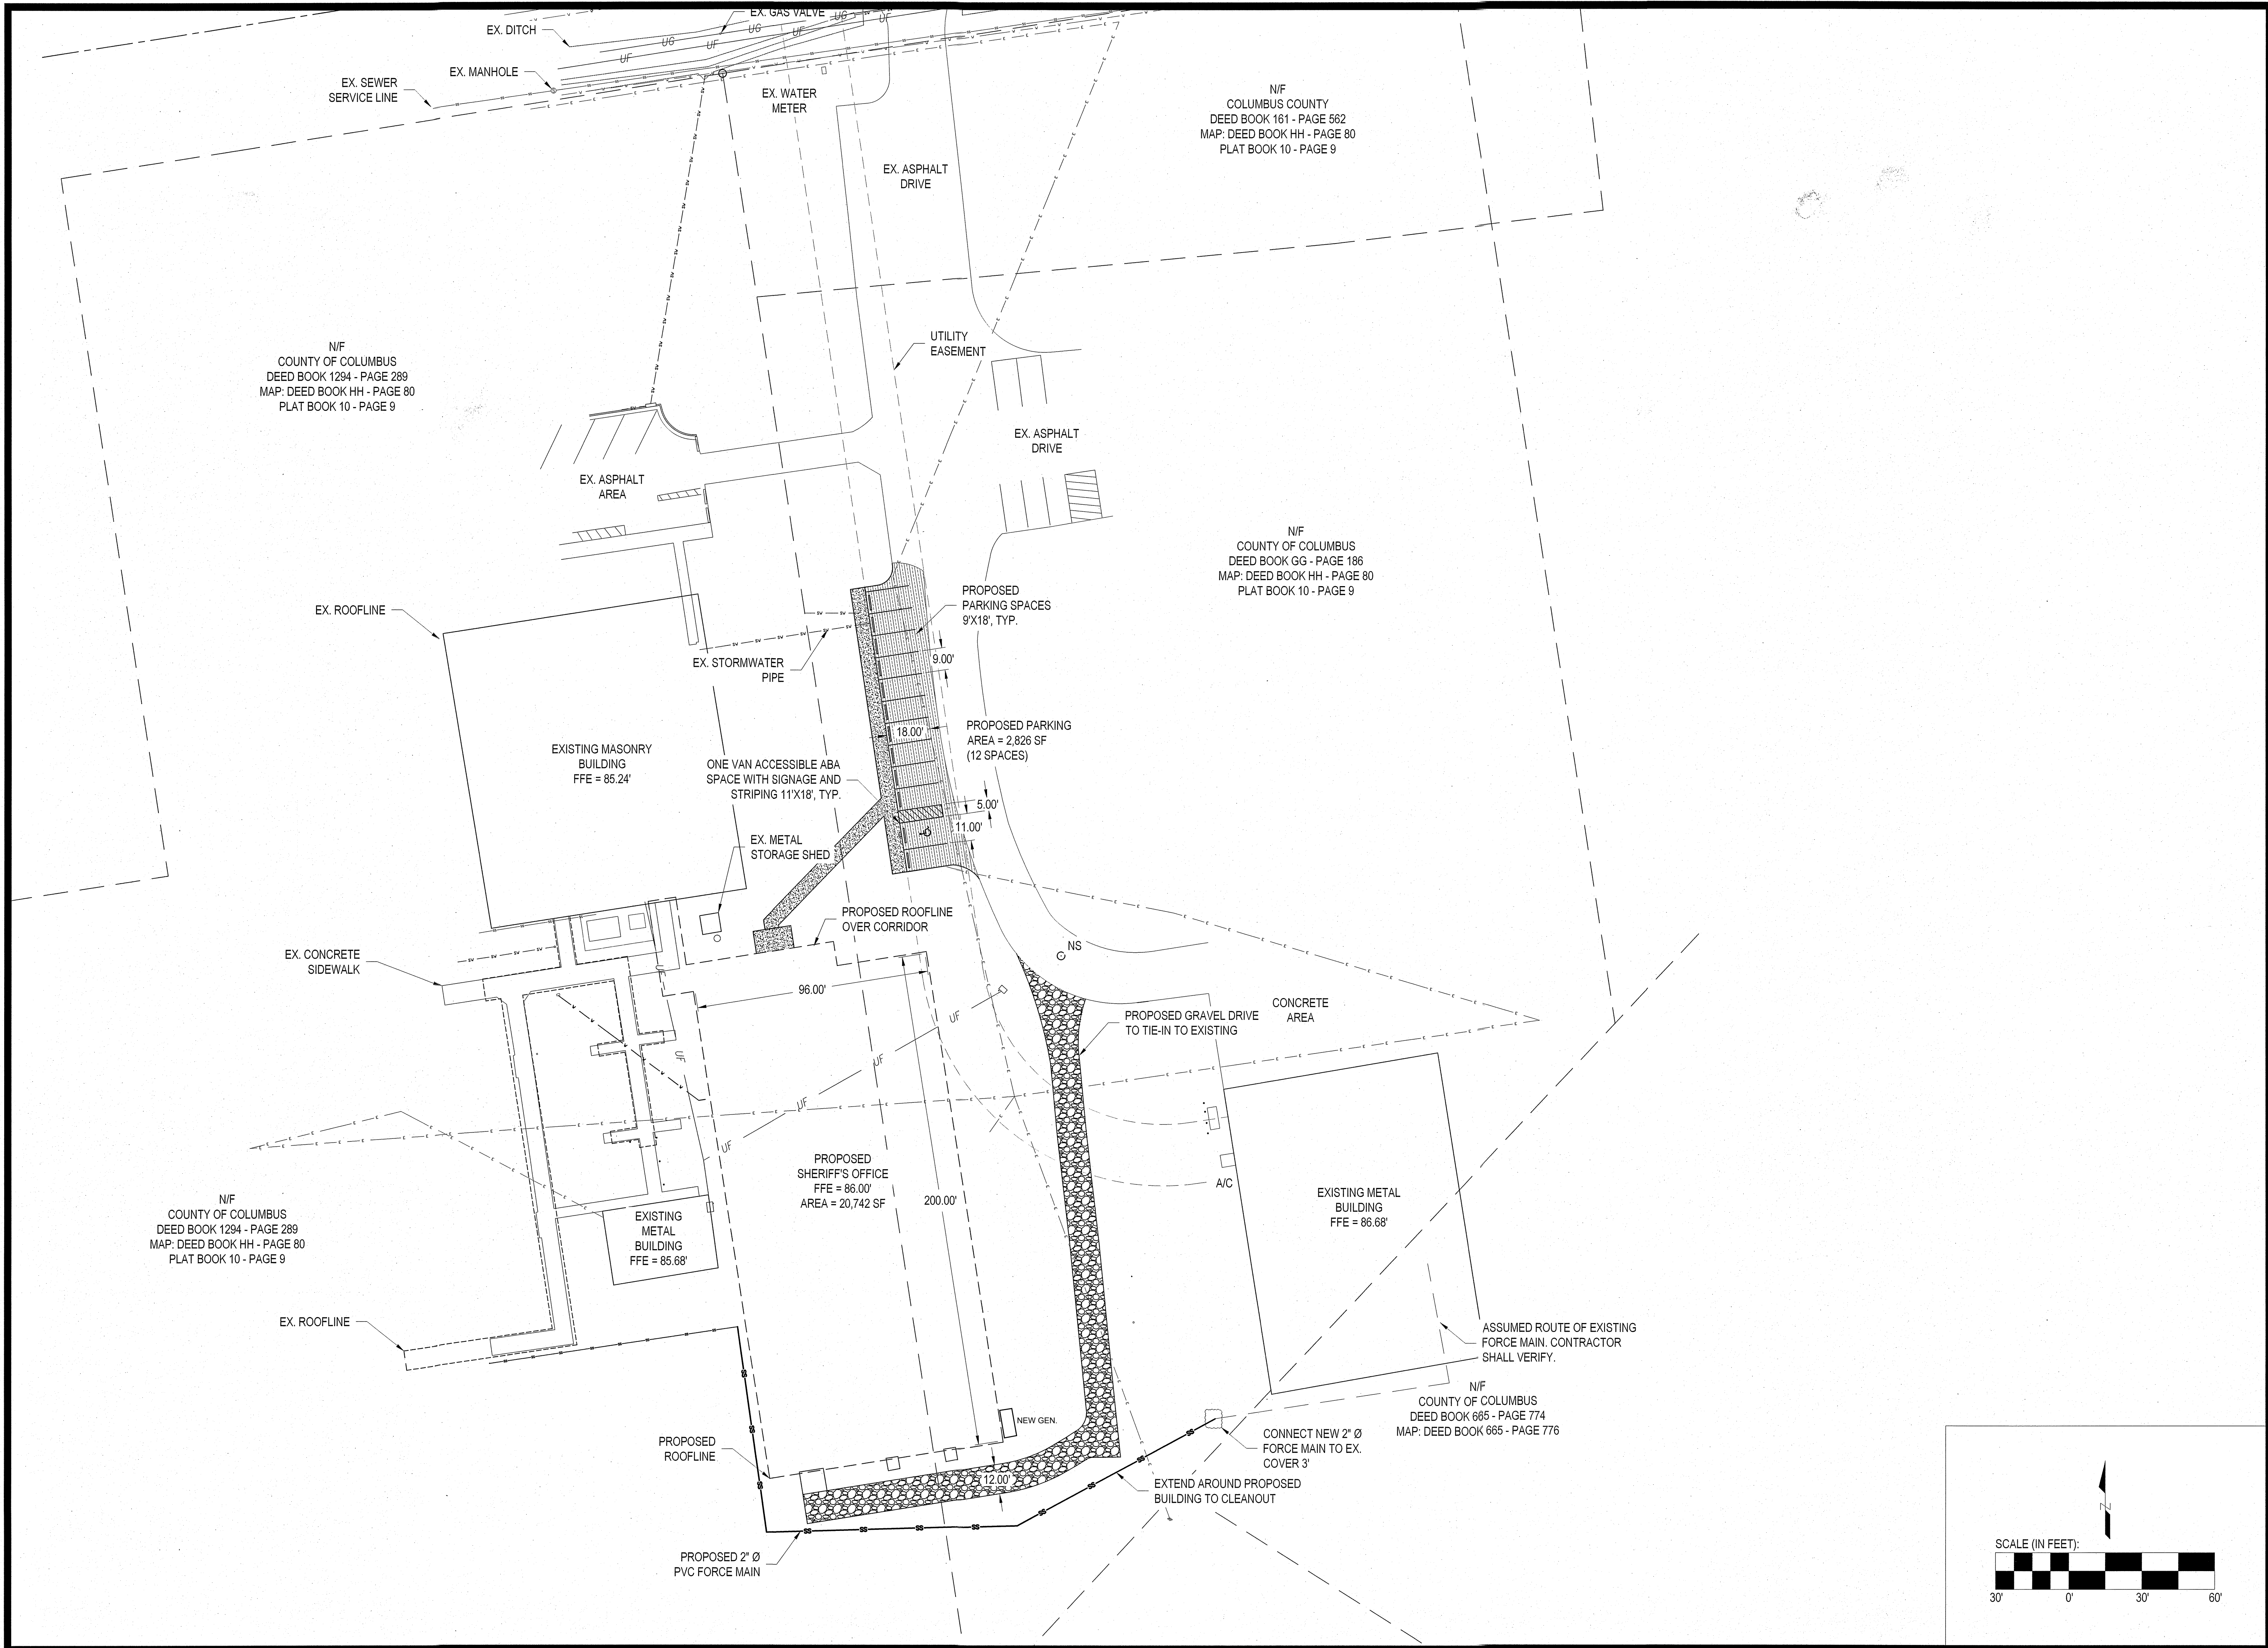 EX. GAS VALVE
UG
UF
EX. DITCH
UG
UG
UF
UF
UF
EX. MANHOLE
EX. SEWER
SERVICE LINE
EX. WATER
METER
N/F
COLUMBUS COUNTY
DEED BOOK 161 - PAGE 562
MAP: DEED BOOK HH - PAGE 80
PLAT BOOK 10 - PAGE 9
EX. ASPHALT
DRIVE
N/F
COUNTY OF COLUMBUS
DEED BOOK 1294 - PAGE 289
MAP: DEED BOOK HH - PAGE 80
PLAT BOOK 10 - PAGE 9
UTILITY
EASEMENT
EX. ASPHALT
DRIVE
EX. ASPHALT
AREA
N/F
COUNTY OF COLUMBUS
DEED BOOK GG - PAGE 186
MAP: DEED BOOK HH - PAGE 80
PLAT BOOK 10 - PAGE 9
EX. ROOFLINE
PROPOSED
PARKING SPACES
9'X18', TYP.
EX. STORMWATER
PIPE
9.00'
18.00'
PROPOSED PARKING
AREA = 2,826 SF
(12 SPACES)
EXISTING MASONRY
BUILDING
FFE = 85.24'
ONE VAN ACCESSIBLE ABA
SPACE WITH SIGNAGE AND
STRIPING 11'X18', TYP.
5.00'
11.00'
EX. METAL
STORAGE SHED
PROPOSED ROOFLINE
OVER CORRIDOR
NS
EX. CONCRETE
SIDEWALK
UF
96.00'
CONCRETE
AREA
PROPOSED GRAVEL DRIVE
TO TIE-IN TO EXISTING
UF
UF
UF
UF
UF
PROPOSED
SHERIFF'S OFFICE
FFE = 86.00'
AREA = 20,742 SF
200.00'
A/C
EXISTING METAL
BUILDING
FFE = 86.68'
N/F
COUNTY OF COLUMBUS
DEED BOOK 1294 - PAGE 289
MAP: DEED BOOK HH - PAGE 80
PLAT BOOK 10 - PAGE 9
EXISTING
METAL
BUILDING
FFE = 85.68'
EX. ROOFLINE
ASSUMED ROUTE OF EXISTING
FORCE MAIN. CONTRACTOR
SHALL VERIFY.
N/F
COUNTY OF COLUMBUS
DEED BOOK 665 - PAGE 774
MAP: DEED BOOK 665 - PAGE 776
NEW GEN.
PROPOSED
ROOFLINE
CONNECT NEW 2" Ø
FORCE MAIN TO EX.
COVER 3'
12.00'
EXTEND AROUND PROPOSED
BUILDING TO CLEANOUT
PROPOSED 2" Ø
PVC FORCE MAIN
N
SCALE (IN FEET):
30' 0' 30' 60'